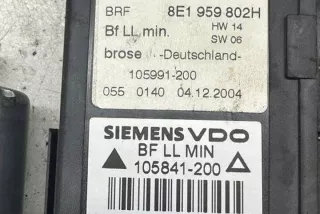 BRF 8E1 959 802H
Bf LL min. HW 14
SW 06
brose -Deutschland-
105991-200
055 0140 04.12.2004
SIEMENS VDO
BF LL MIN
105841-200